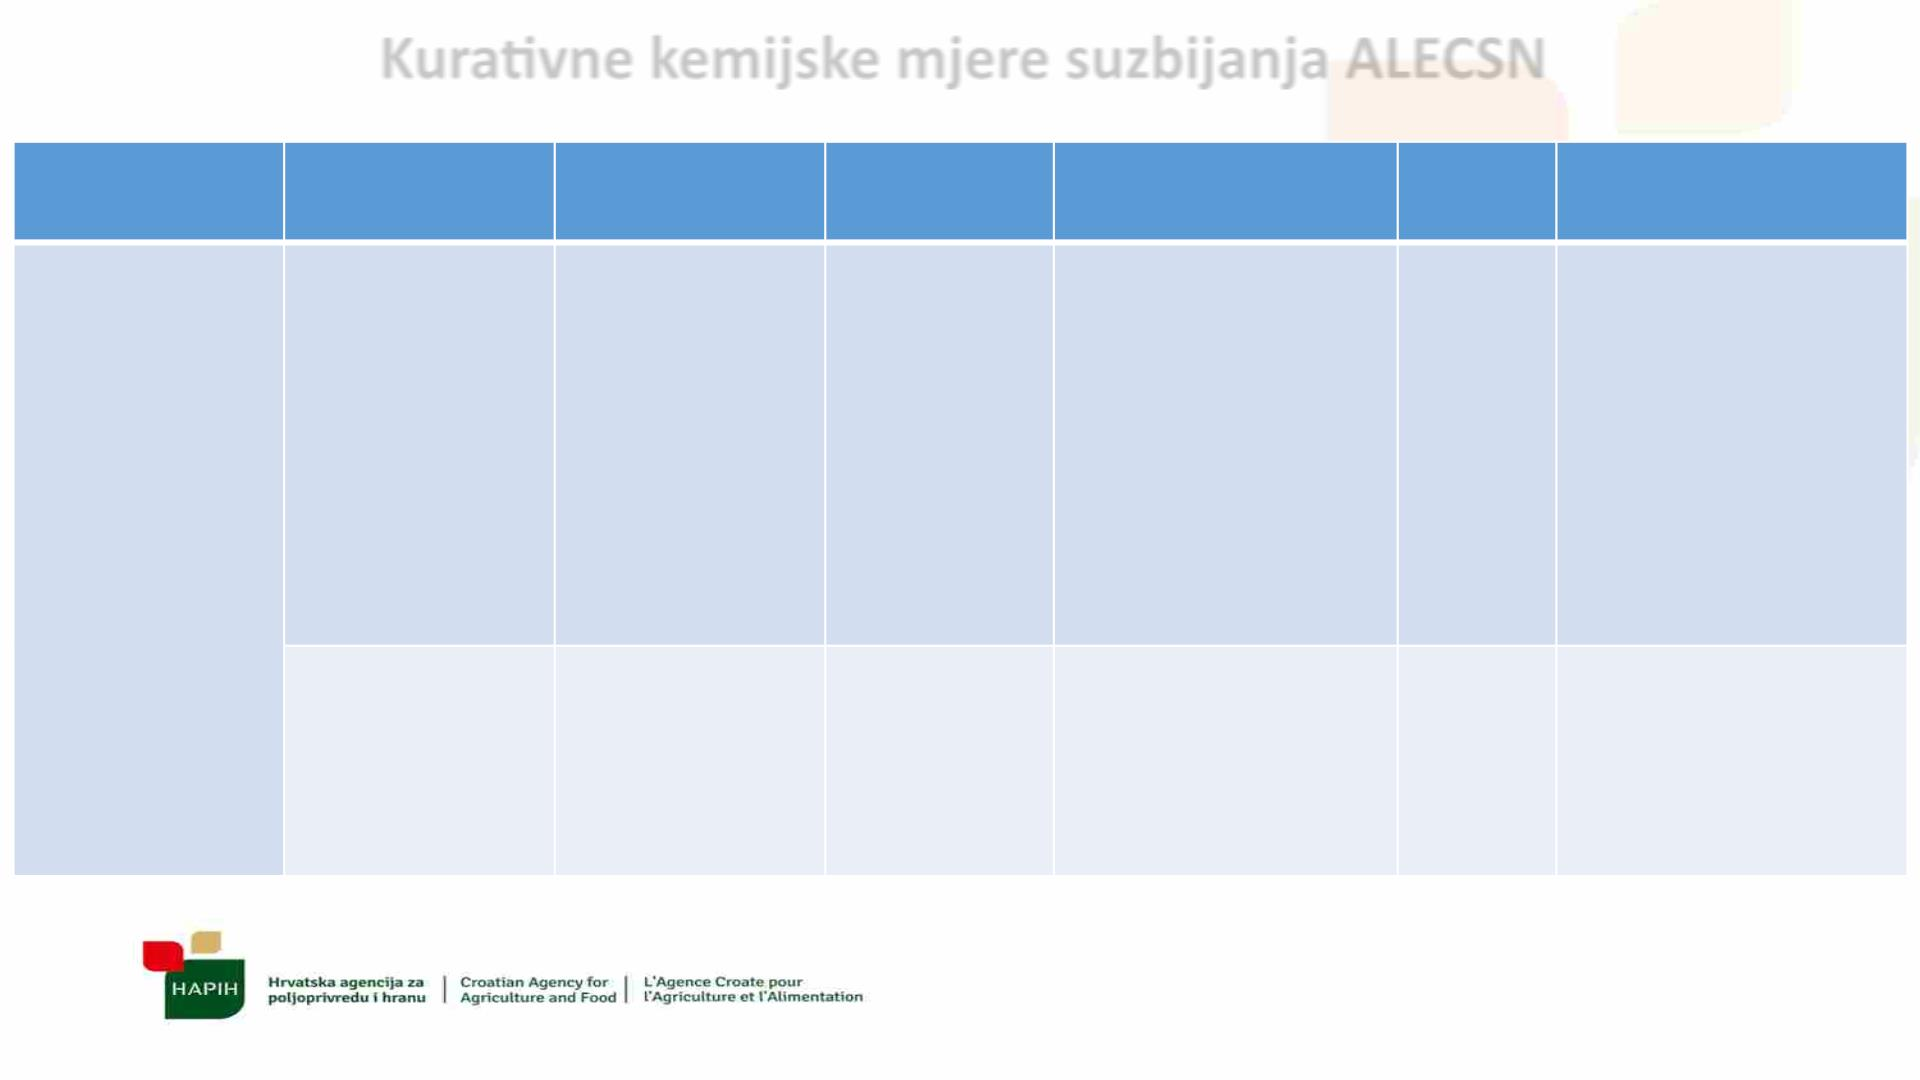 Kurativne kemijske mjere suzbijanja ALECSN
HAPIH
Hrvatska agencija za
poljoprivredu i hranu
Croatian Agency for
Agriculture and Food
L'Agence Croate pour
l'Agriculture et l'Alimentation